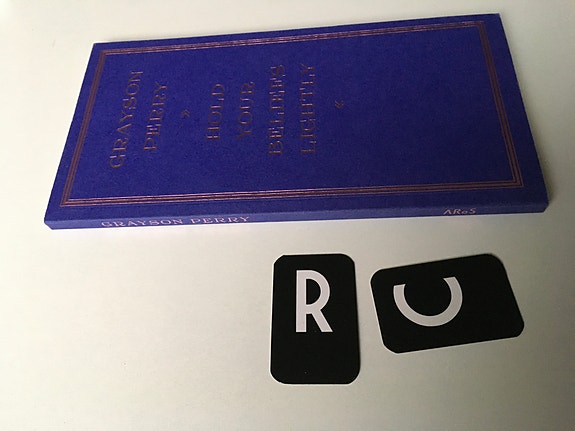 GRAYSON
PERRY
HOLD
YOUR
BELIEFS
LIGHTLY
GRAYSON PERRY
ARoS
R
C